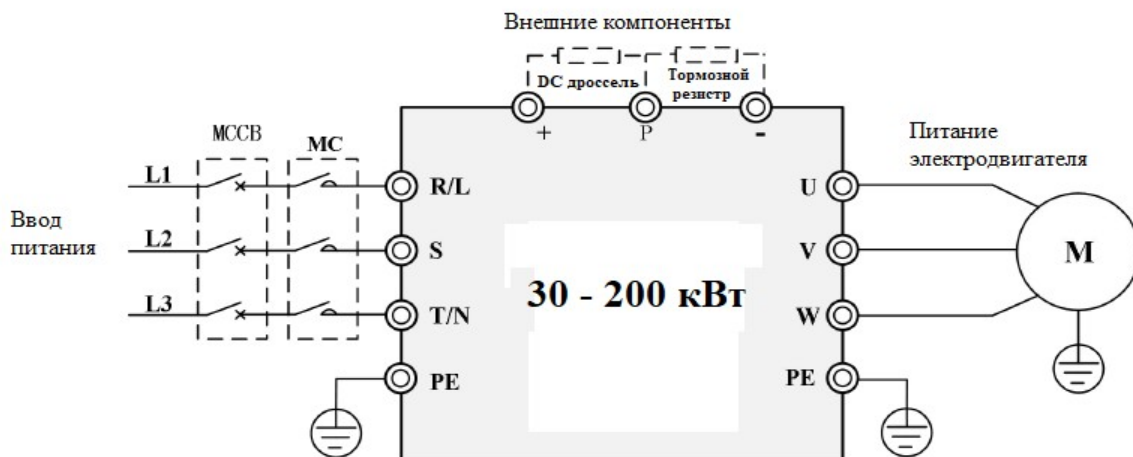 Внешние компоненты
DC дроссель
Тормозной
резистр
+
P
-
MCCB
MC
L1
R/L
U
Питание
электродвигателя
Ввод
питания
L2
S
V
M
30 - 200 кВт
L3
T/N
W
PE
PE